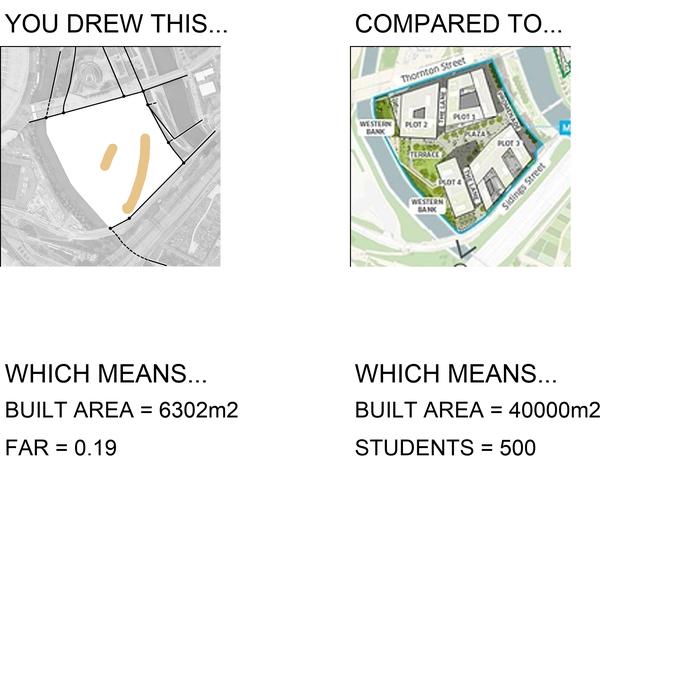 YOU DREW THIS...
COMPARED TO...
Thornton Street
THE LANE
PROMENADE
PLOT 1
PLOT 2
WESTERN
BANK
PLAZA
PLOT 3
TERRACE
PLOT 4
THE LANE
WESTERN
BANK
Sidings Street
M
WHICH MEANS...
BUILT AREA = 6302m2
FAR = 0.19
WHICH MEANS...
BUILT AREA = 40000m2
STUDENTS = 500